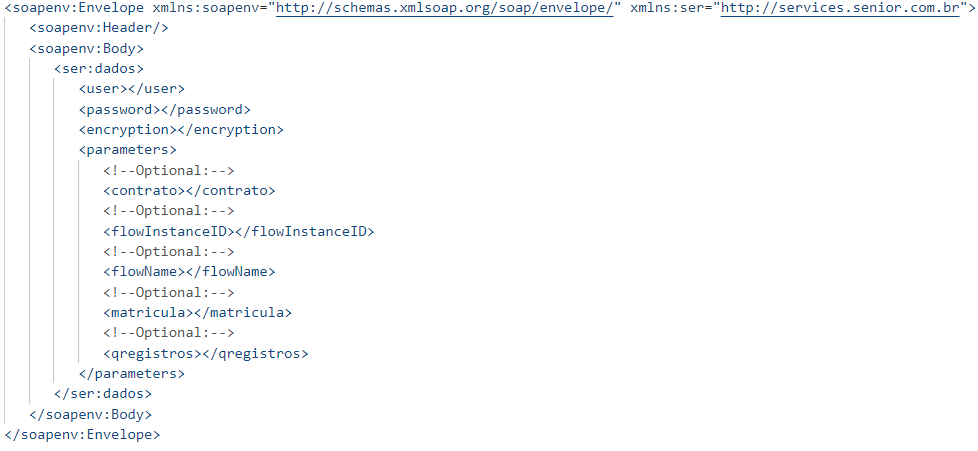 <soapenv:Envelope xmlns:soapenv="http://schemas.xmlsoap.org/soap/envelope/" xmlns:ser="http://services.senior.com.br">
<soapenv:Header/>
<soapenv:Body>
<ser:dados>
<user></user>
<password></password>
<encryption></encryption>
<parameters>
<!--Optional:-->
<contrato></contrato>
<!--Optional:-->
<flowInstanceID></flowInstanceID>
<!--Optional:-->
<flowName></flowName>
<!--Optional:-->
<matricula></matricula>
<!--Optional:-->
<qregistros></qregistros>
</parameters>
</ser:dados>
</soapenv:Body>
</soapenv:Envelope>